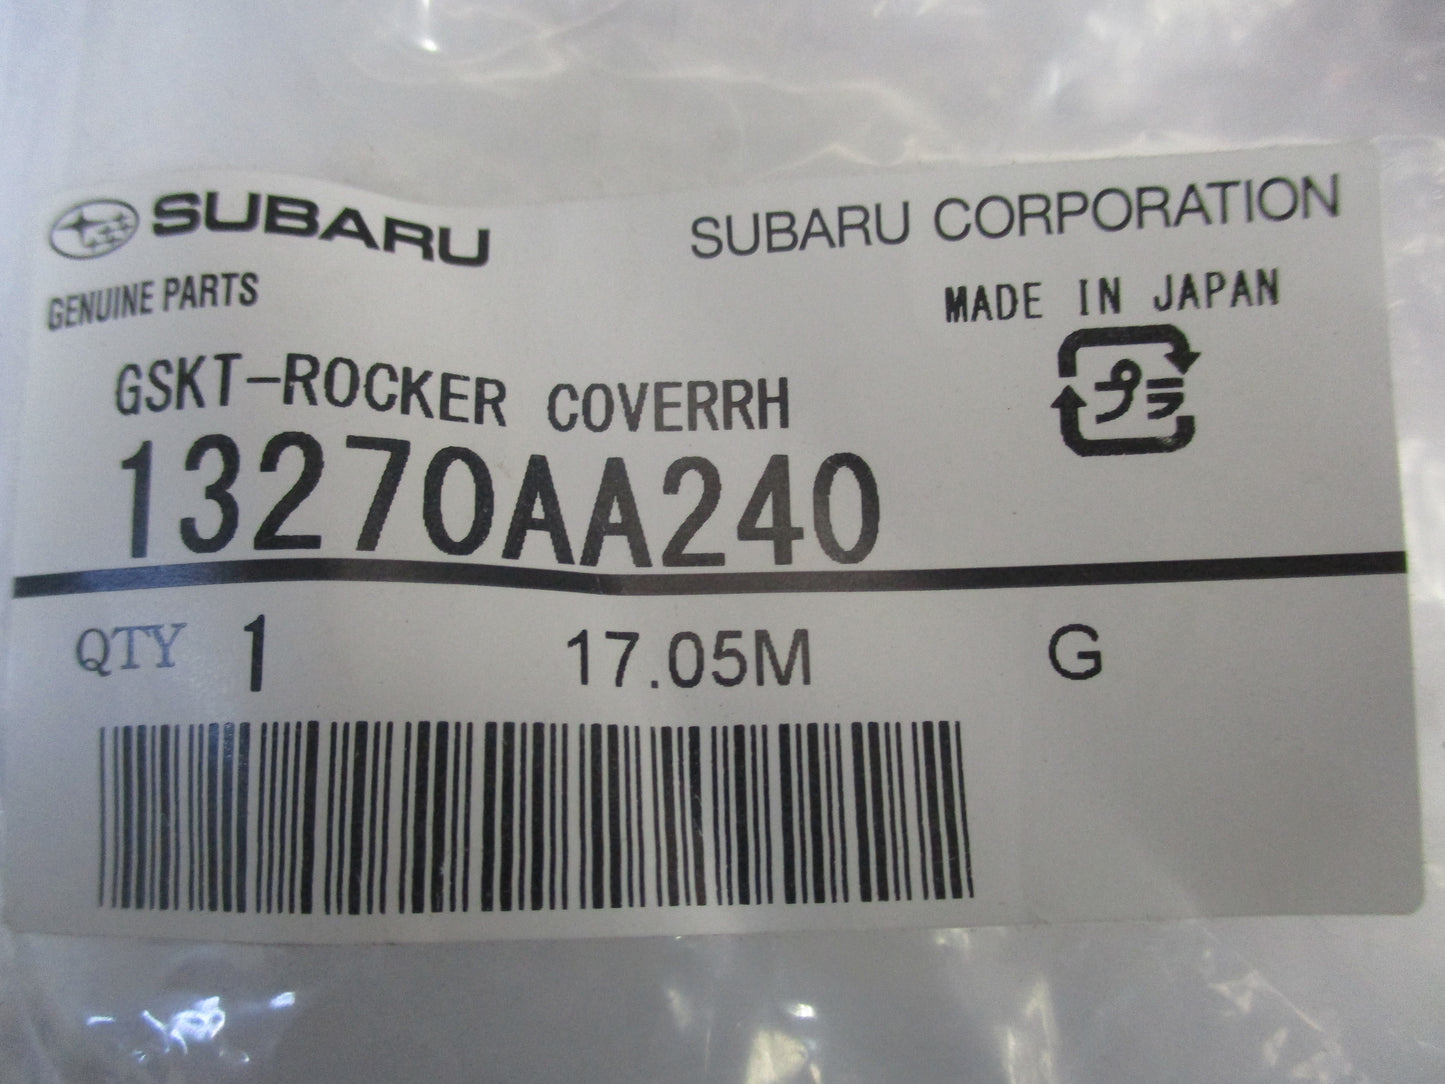 SUBARU
SUBARU CORPORATION
GENUINE PARTS
MADE IN JAPAN
プラ
GSKT-ROCKER COVERRH
13270AA240
QTY 1 17.05M G